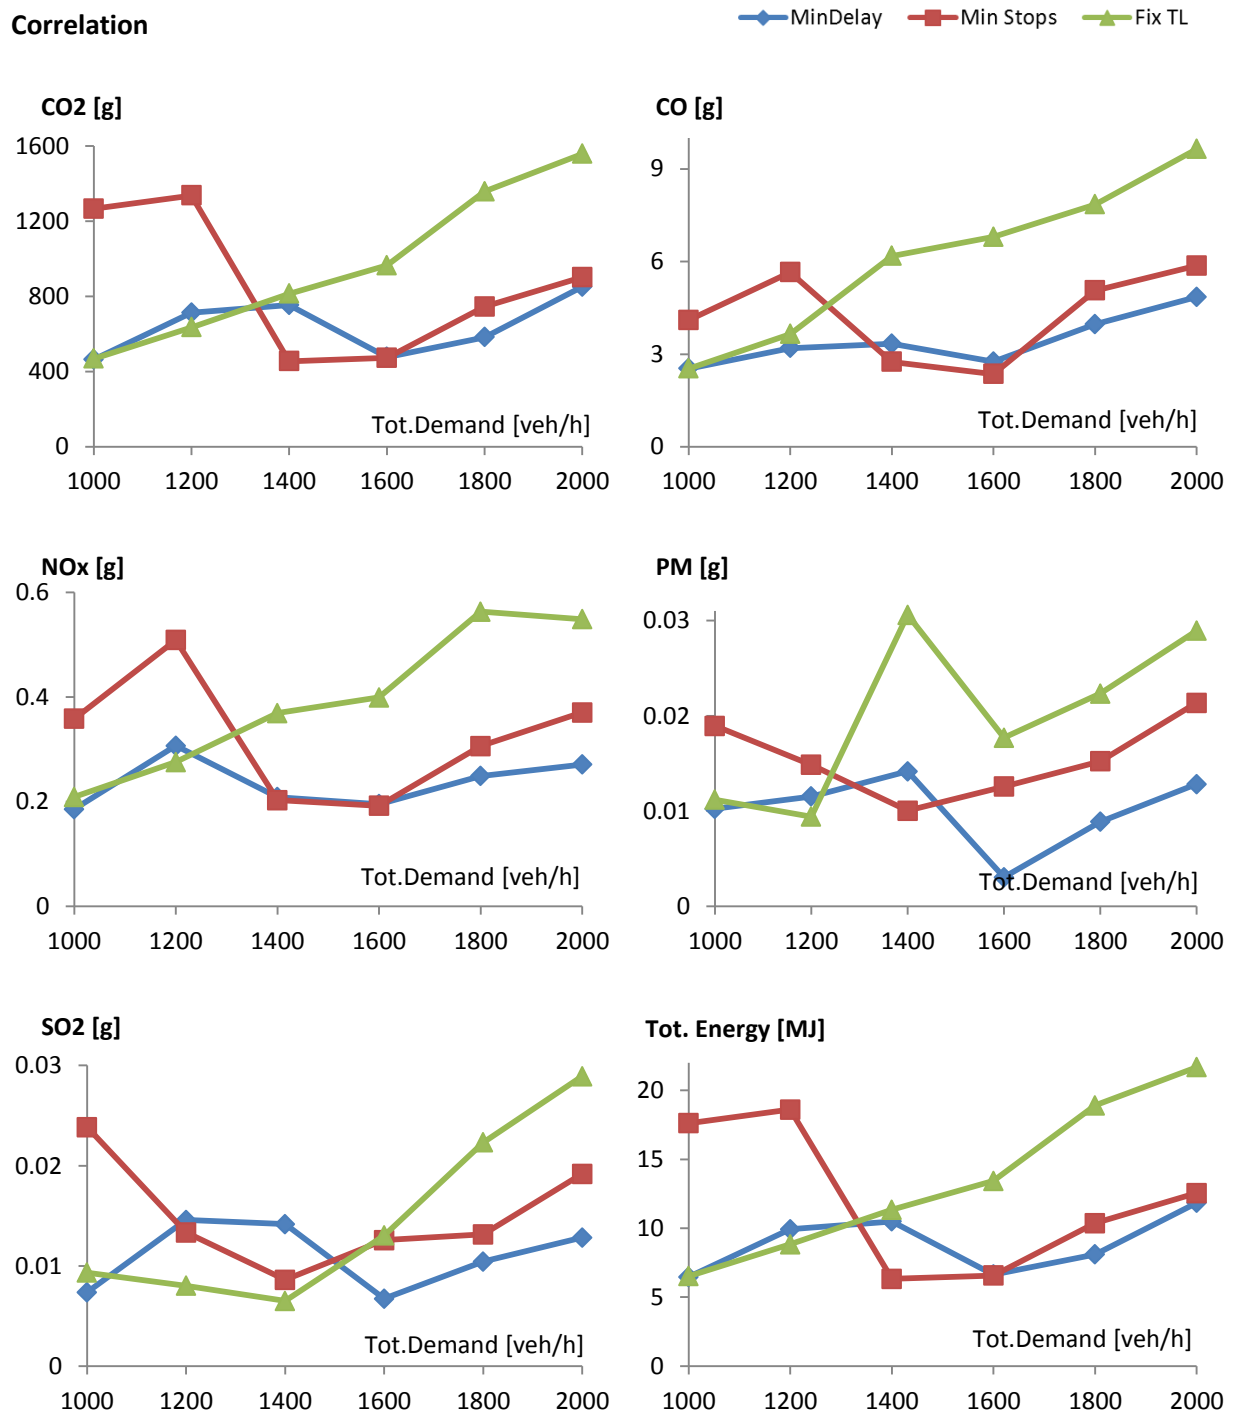 Correlation
MinDelay Min Stops Fix TL
CO2 [g]
1600
1200
800
400
0
Tot.Demand [veh/h]
1000 1200 1400 1600 1800 2000
CO [g]
9
6
3
0
Tot.Demand [veh/h]
1000 1200 1400 1600 1800 2000
NOx [g]
0.6
0.4
0.2
0
Tot.Demand [veh/h]
1000 1200 1400 1600 1800 2000
PM [g]
0.03
0.02
0.01
0
Tot.Demand [veh/h]
1000 1200 1400 1600 1800 2000
SO2 [g]
0.03
0.02
0.01
0
Tot.Demand [veh/h]
1000 1200 1400 1600 1800 2000
Tot. Energy [MJ]
20
15
10
5
0
Tot.Demand [veh/h]
1000 1200 1400 1600 1800 2000